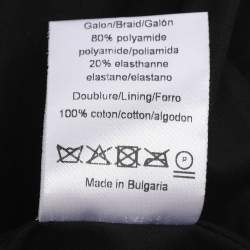 Galon/Braid/Galón
80% polyamide
polyamide/poliamida
20% elasthanne
elastane/elastano
Doublure/Lining/Forro
100% coton/cotton/algodon
P
Made in Bulgaria